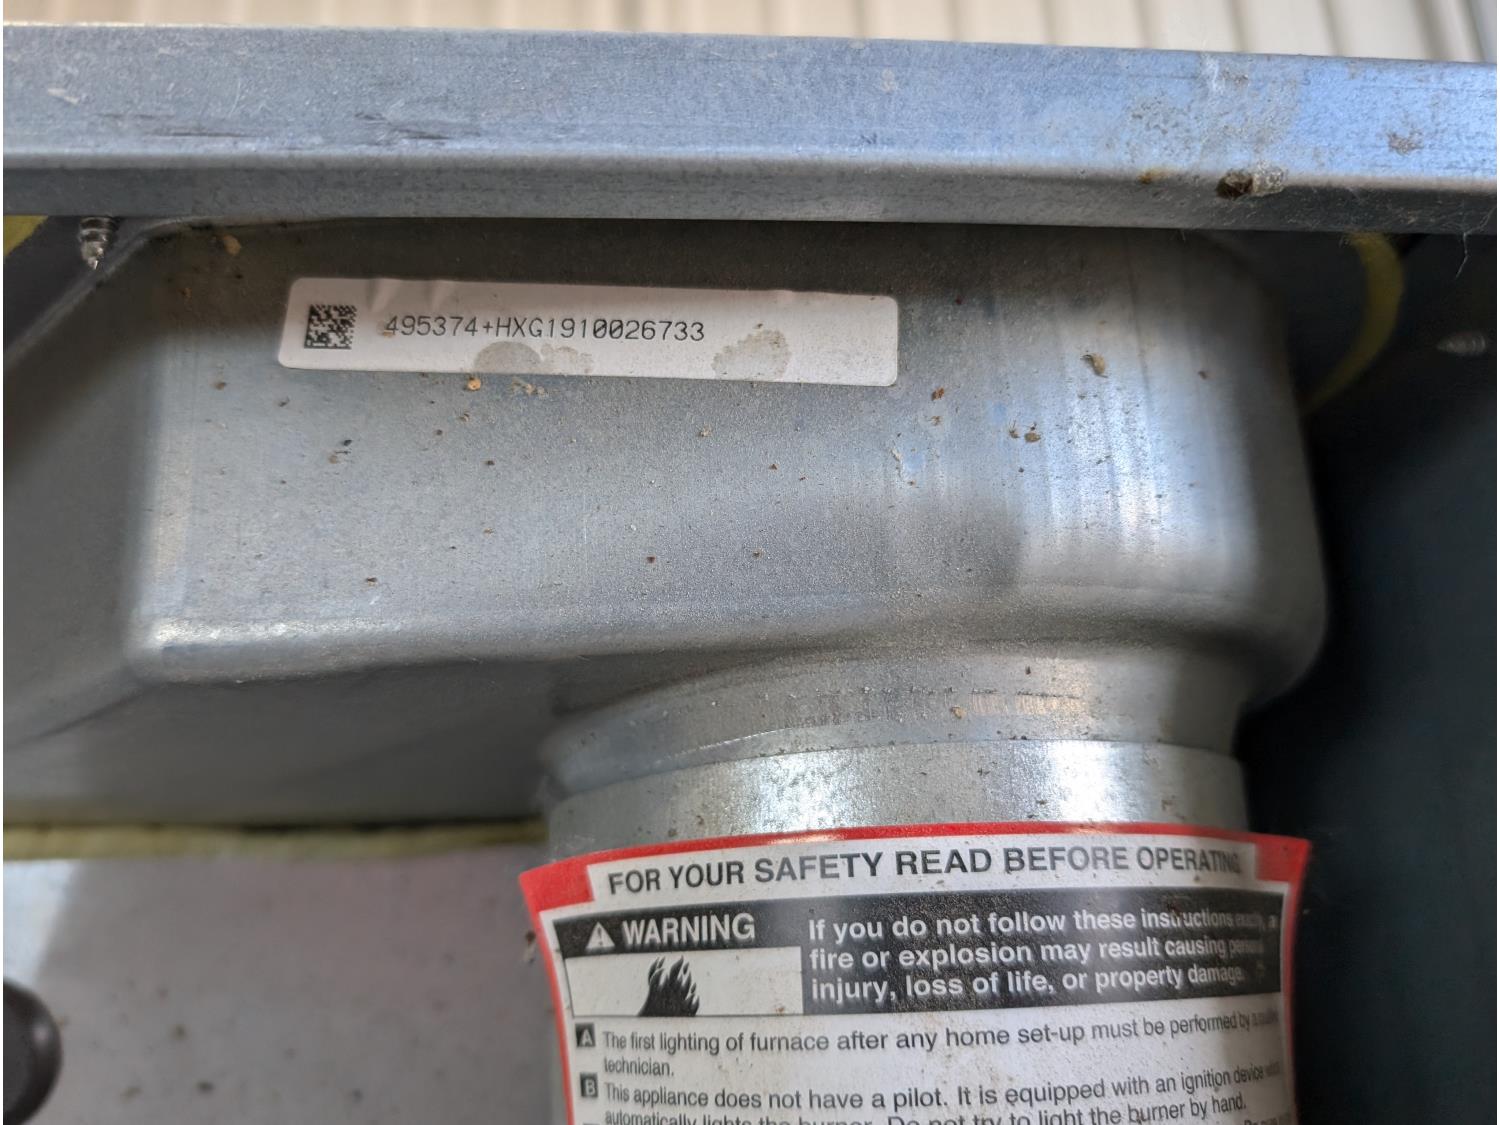 495374+HXG1910026733
FOR YOUR SAFETY READ BEFORE OPERATING
WARNING
If you do not follow these instructions
fire or explosion may result causing
injury, loss of life, or property damage.
A The first lighting of furnace after any home set-up must be performed by a
technician.
B This appliance does not have a pilot. It is equipped with an ignition device
automatically lights the burner. Do not try to light the burner by hand.